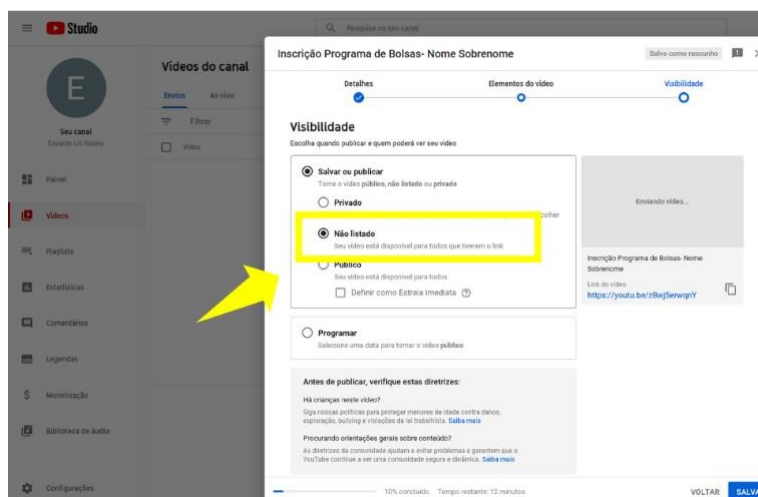 Studio
Pesquise no seu canal
Inscrição Programa de Bolsas- Nome Sobrenome
Salvo como rascunho
Vídeos do canal
Detalhes
Elementos do vídeo
Visibilidade
E
Envios
Ao vivo
Filtrar
Visibilidade
Seu canal
Escolha quando publicar e quem poderá ver seu vídeo
Vídeo
Salvar ou publicar
Torne o vídeo público, não listado ou privado
Painel
Privado
Enviando vídeo...
Vídeos
Não listado
Seu vídeo está disponível para todos que tiverem o link
Playlists
Público
Inscrição Programa de Bolsas- Nome
Sobrenome
Seu vídeo está disponível para todos
Link do vídeo
Estatísticas
Definir como Estreia imediata
https://youtu.be/zBwjSerwqnY
Comentários
Programar
Selecione uma data para tornar o vídeo público
Legendas
Antes de publicar, verifique estas diretrizes:
Monetização
Há crianças neste vídeo?
Siga nossas políticas para proteger menores de idade contra danos,
exploração, bullying e violações da lei trabalhista. Saiba mais
Biblioteca de áudio
Procurando orientações gerais sobre conteúdo?
As diretrizes da comunidade ajudam a evitar problemas e garantem que o
YouTube continue a ser uma comunidade segura e dinâmica. Saiba mais
Configurações
10% concluído
Tempo restante: 12 minutos
VOLTAR
SALVA